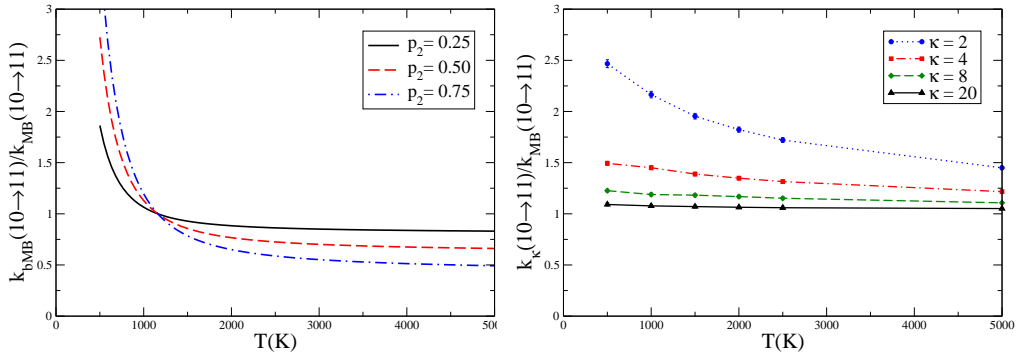 3
2.5
2
1.5
1
0.5
0
0 1000 2000 3000 4000 500
T(K)
k_bMB(10→11)/k_MB(10→11)
p_2= 0.25
p_2= 0.50
p_2= 0.75
3
2.5
2
1.5
1
0.5
0
0 1000 2000 3000 4000 5000
T(K)
k_κ(10→11)/k_MB(10→11)
κ = 2
κ = 4
κ = 8
κ = 20